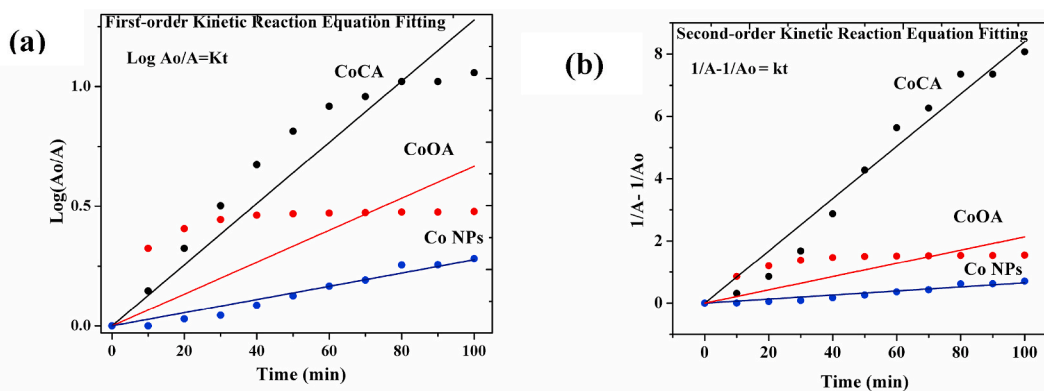 (a)
First-order Kinetic Reaction Equation Fitting
Log Ao/A=Kt
CoCA
CoOA
Co NPs
Log(Ao/A)
1.0
0.5
0.0
0 20 40 60 80 100
Time (min)
(b)
Second-order Kinetic Reaction Equation Fitting
1/A-1/Ao = kt
CoCA
CoOA
Co NPs
1/A- 1/Ao
8
6
4
2
0
0 20 40 60 80 100
Time (min)